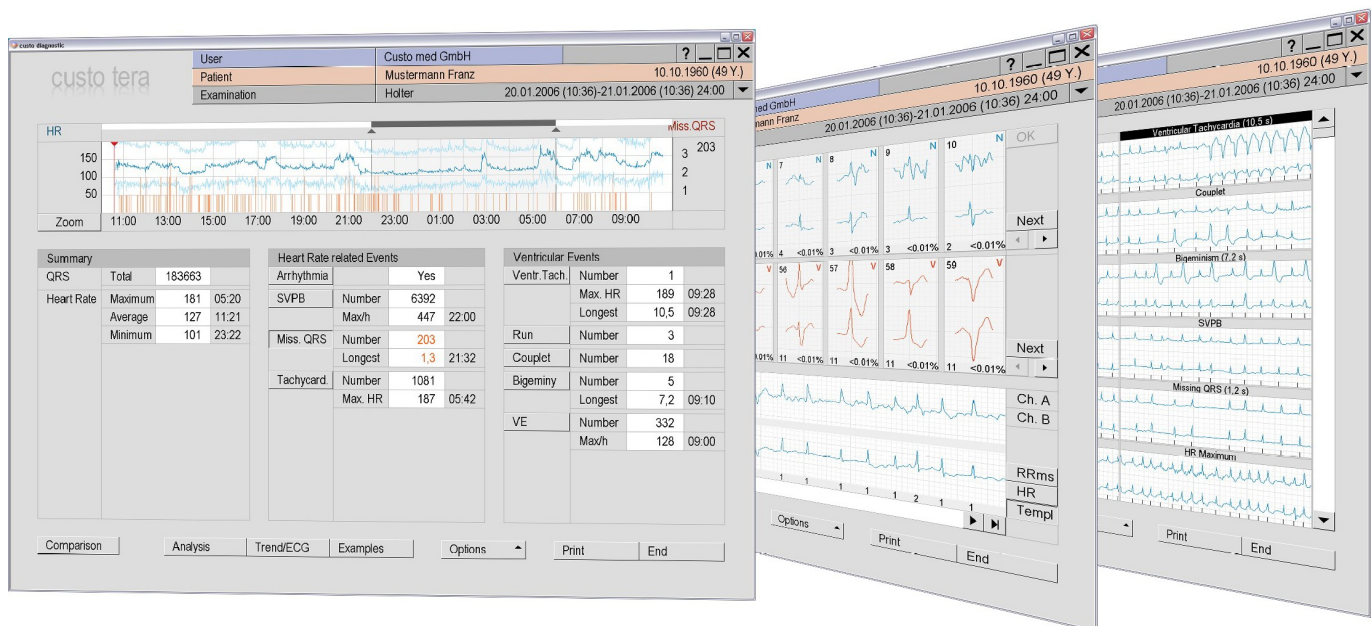 custo diagnostic
custo tera
User Custo med GmbH
? _ X
Patient Mustermann Franz 10.10.1960 (49 Y.)
Examination Holter 20.01.2006 (10:36)-21.01.2006 (10:36) 24:00
HR Miss.QRS
150 3 203
100 2
50 1
Zoom 11:00 13:00 15:00 17:00 19:00 21:00 23:00 01:00 03:00 05:00 07:00 09:00
Summary
QRS Total 183663
Heart Rate Maximum 181 05:20
Average 127 11:21
Minimum 101 23:22
Heart Rate related Events
Arrhythmia Yes
SVPB Number 6392
Max/h 447 22:00
Miss. QRS Number 203
Longest 1,3 21:32
Tachycard. Number 1081
Max. HR 187 05:42
Ventricular Events
Ventr.Tach. Number 1
Max. HR 189 09:28
Longest 10,5 09:28
Run Number 3
Couplet Number 18
Bigeminy Number 5
Longest 7,2 09:10
VE Number 332
Max/h 128 09:00
Comparison Analysis Trend/ECG Examples Options Print End
? _ X
10.10.1960 (49 Y.)
ed GmbH
mann Franz
20.01.2006 (10:36)-21.01.2006 (10:36) 24:00
7 N 8 N 9 N 10 N
OK
4 <0.01% 3 <0.01% 3 <0.01% 2 <0.01%
Next
V 56 V 57 V 58 V 59 V
11 <0.01% 11 <0.01% 11 <0.01% 11 <0.01%
Next
Ch. A
Ch. B
1 1 1 1 1 2 1 1
RRms
HR
Templ
Options Print End
? _ X
10.10.1960 (49 Y.)
20.01.2006 (10:36)-21.01.2006 (10:36) 24:00
Ventricular Tachycardia (10,5 s)
Couplet
Bigeminism (7,2 s)
SVPB
Missing QRS (1,2 s)
HR Maximum
Print End